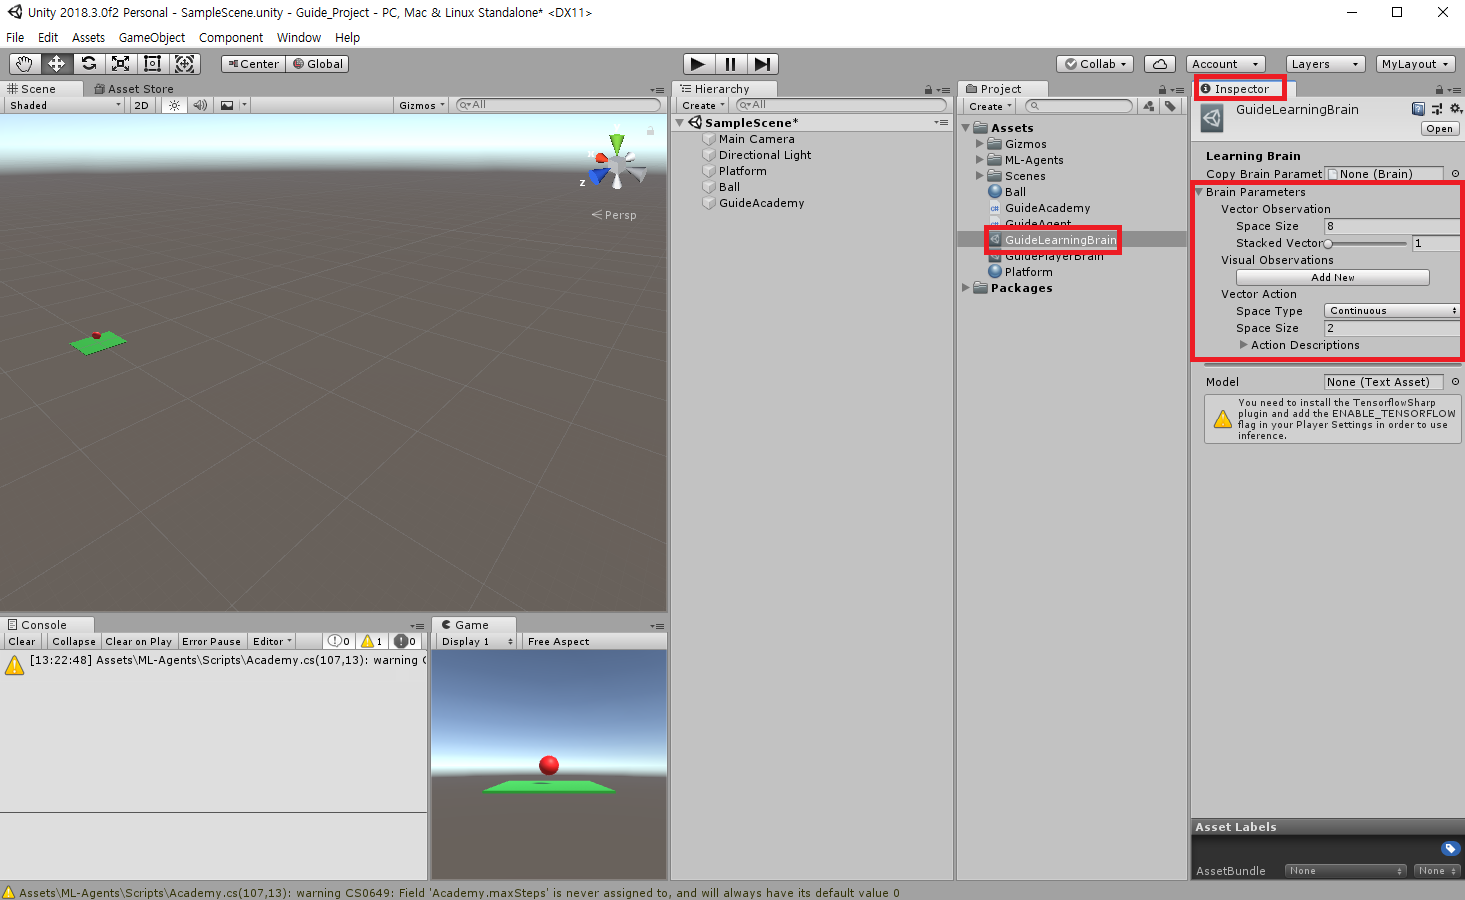 Unity 2018.3.0f2 Personal - SampleScene.unity - Guide_Project - PC, Mac & Linux Standalone* <DX11>
File Edit Assets GameObject Component Window Help
Center Global Collab Account Layers MyLayout
Scene Asset Store
Shaded 2D Gizmos All
Persp
Z
Hierarchy
Create All
SampleScene*
Main Camera
Directional Light
Platform
Ball
GuideAcademy
Project
Create
Assets
Gizmos
ML-Agents
Scenes
Ball
GuideAcademy
GuideAgent
GuideLearningBrain
GuidePlayerBrain
Platform
Packages
Inspector
GuideLearningBrain
Open
Learning Brain
Copy Brain Paramet None (Brain)
Brain Parameters
Vector Observation
Space Size 8
Stacked Vector 1
Visual Observations
Add New
Vector Action
Space Type Continuous
Space Size 2
Action Descriptions
Model None (Text Asset)
You need to install the TensorflowSharp
plugin and add the ENABLE_TENSORFLOW
flag in your Player Settings in order to use
inference.
Console
Clear Collapse Clear on Play Error Pause Editor 0 1 0
[13:22:48] Assets\ML-Agents\Scripts\Academy.cs(107,13): warning C
Game
Display 1 Free Aspect
Asset Labels
AssetBundle None None
Assets\ML-Agents\Scripts\Academy.cs(107,13): warning CS0649: Field 'Academy.maxSteps' is never assigned to, and will always have its default value 0